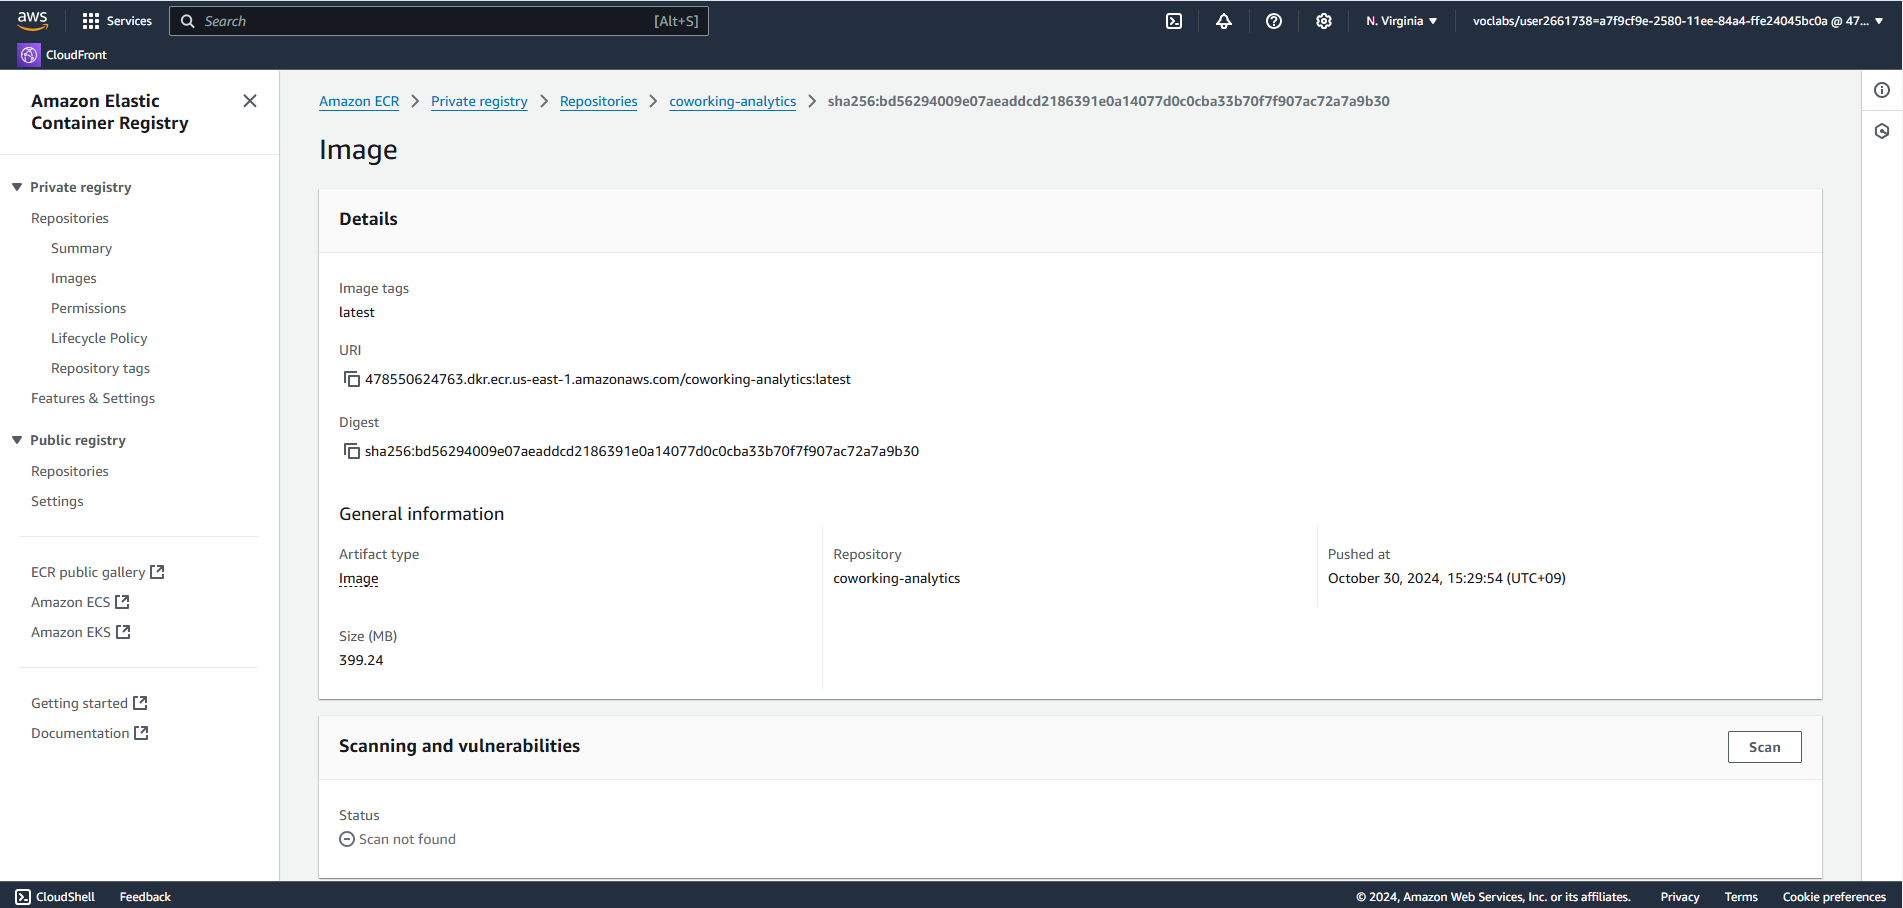 aws
Services
Search
[Alt+S]
N. Virginia
voclabs/user2661738=a7f9cf9e-2580-11ee-84a4-ffe24045bc0a @ 47...
CloudFront
Amazon Elastic
Container Registry
Private registry
Repositories
Summary
Images
Permissions
Lifecycle Policy
Repository tags
Features & Settings
Public registry
Repositories
Settings
ECR public gallery
Amazon ECS
Amazon EKS
Getting started
Documentation
Amazon ECR > Private registry > Repositories > coworking-analytics > sha256:bd56294009e07aeaddcd2186391e0a14077d0c0cba33b70f7f907ac72a7a9b30
Image
Details
Image tags
latest
URI
478550624763.dkr.ecr.us-east-1.amazonaws.com/coworking-analytics:latest
Digest
sha256:bd56294009e07aeaddcd2186391e0a14077d0c0cba33b70f7f907ac72a7a9b30
General information
Artifact type
Image
Repository
coworking-analytics
Pushed at
October 30, 2024, 15:29:54 (UTC+09)
Size (MB)
399.24
Scanning and vulnerabilities
Scan
Status
Scan not found
CloudShell
Feedback
© 2024, Amazon Web Services, Inc. or its affiliates.
Privacy
Terms
Cookie preferences